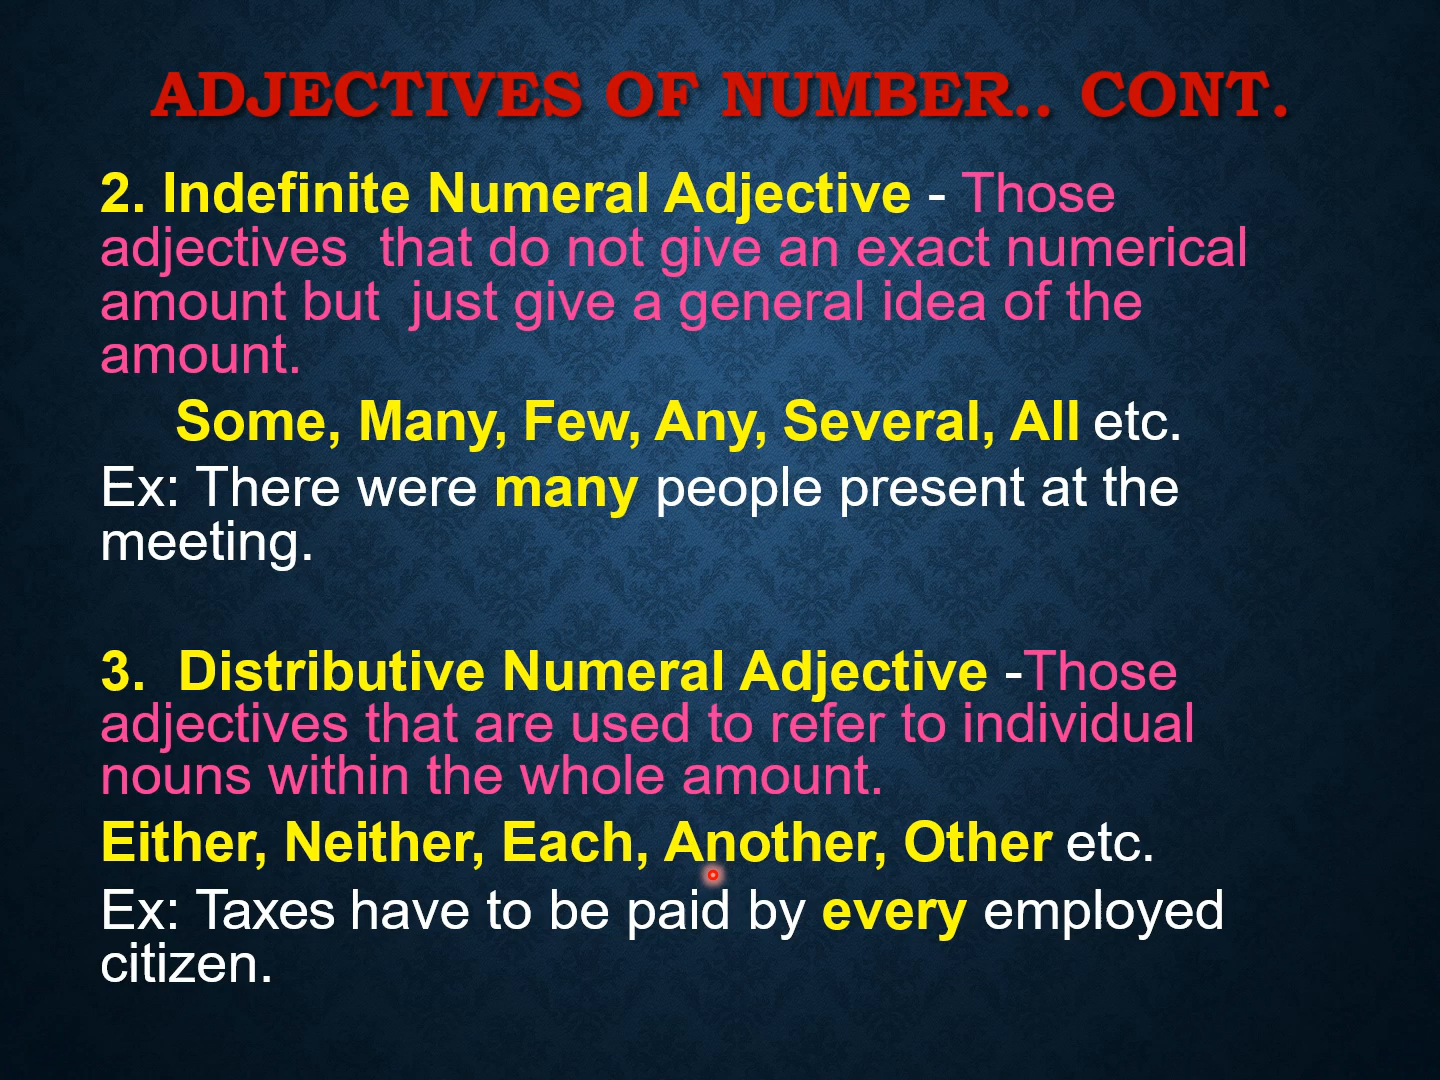 ADJECTIVES OF NUMBER.. CONT.
2. Indefinite Numeral Adjective - Those
adjectives  that do not give an exact numerical
amount but  just give a general idea of the
amount.
Some, Many, Few, Any, Several, All etc.
Ex: There were many people present at the
meeting.
3.  Distributive Numeral Adjective -Those
adjectives that are used to refer to individual
nouns within the whole amount.
Either, Neither, Each, Another, Other etc.
Ex: Taxes have to be paid by every employed
citizen.